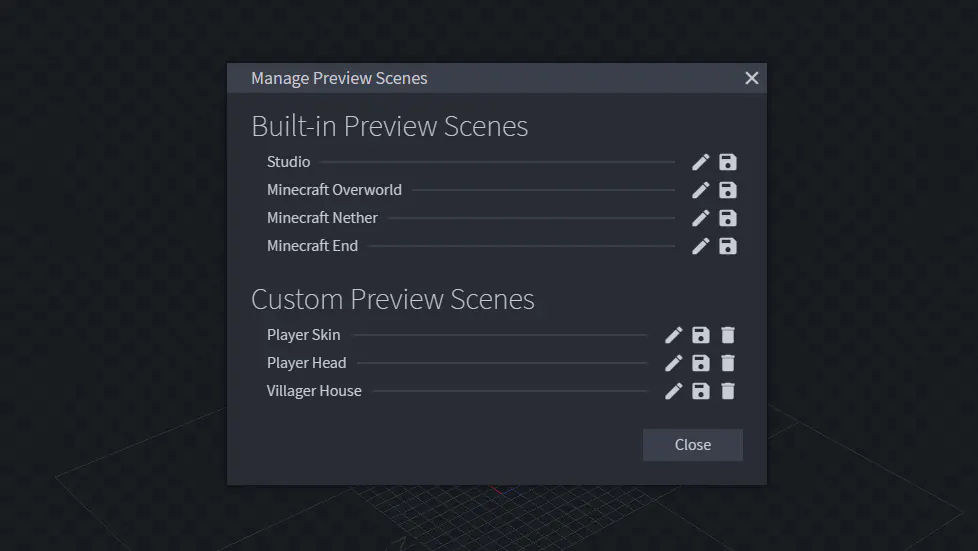 Manage Preview Scenes
Built-in Preview Scenes
Studio
Minecraft Overworld
Minecraft Nether
Minecraft End
Custom Preview Scenes
Player Skin
Player Head
Villager House
Close